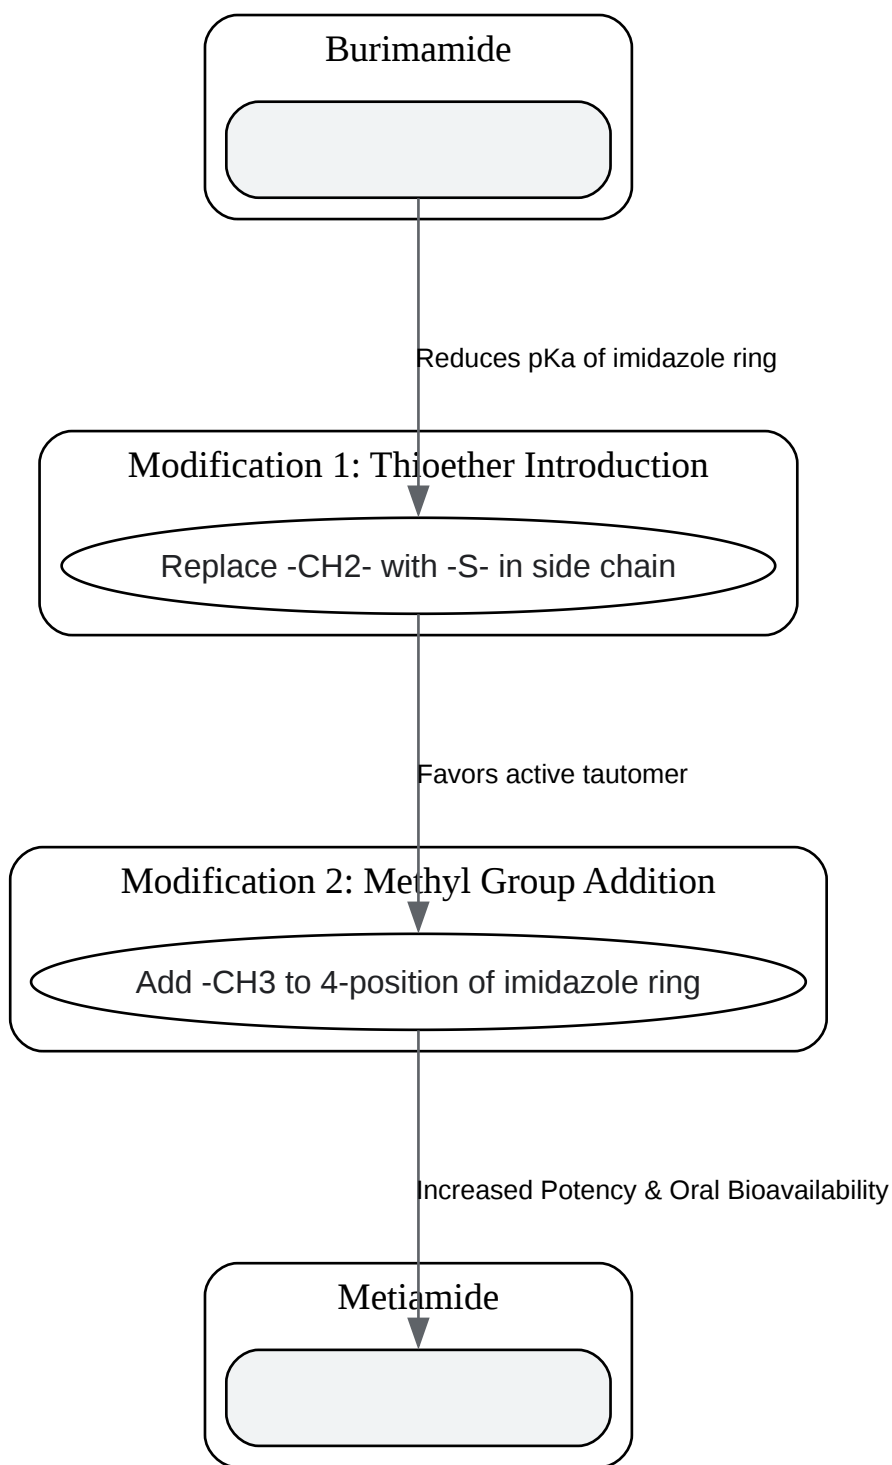 Burimamide
Reduces pKa of imidazole ring
Modification 1: Thioether Introduction
Replace -CH2- with -S- in side chain
Favors active tautomer
Modification 2: Methyl Group Addition
Add -CH3 to 4-position of imidazole ring
Increased Potency & Oral Bioavailability
Metiamide